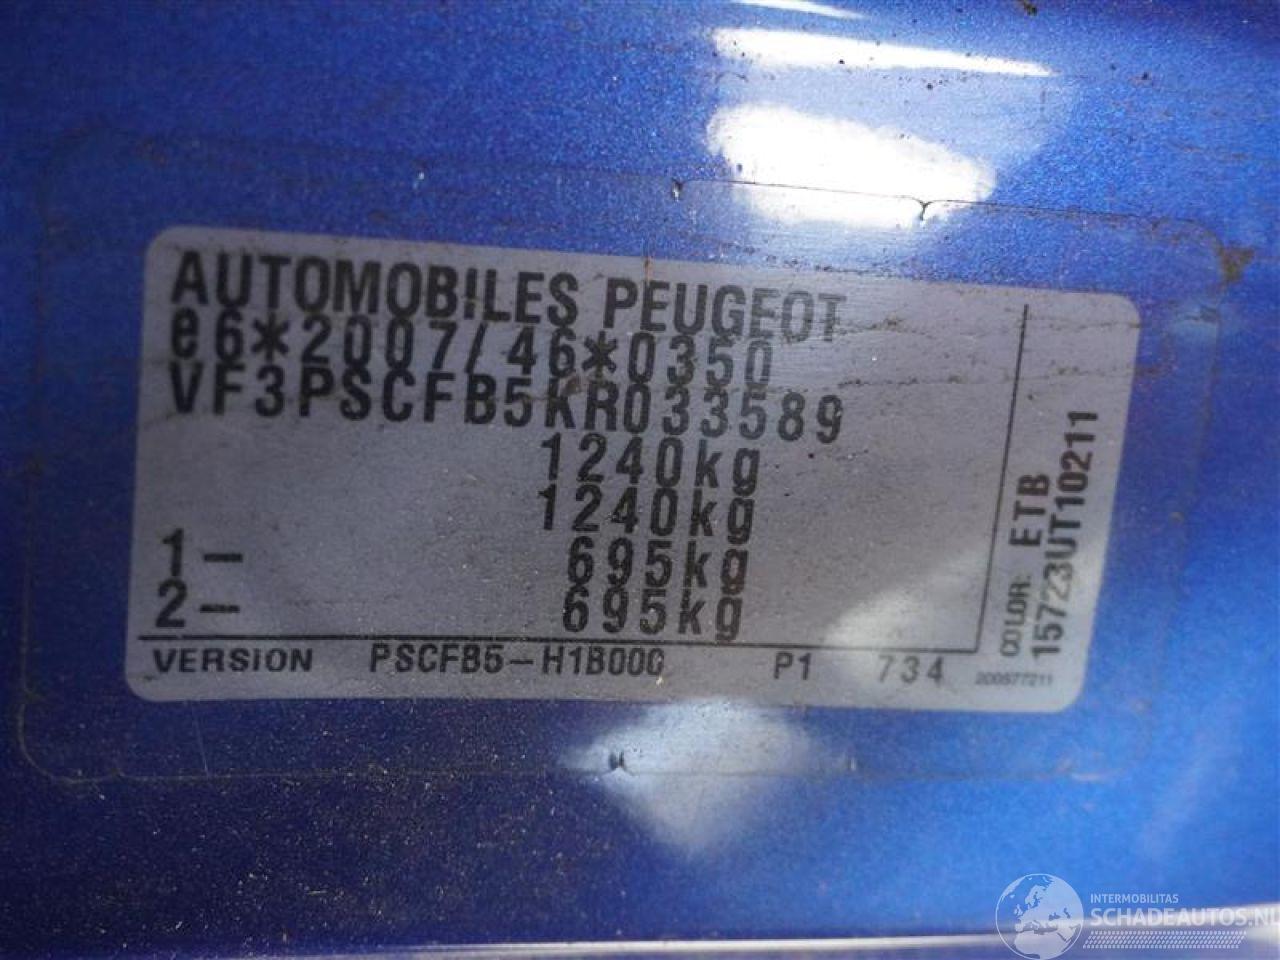 AUTOMOBILES PEUGEOT
e6*2007/46*0350
VF3PSCFB5KR033589
1240kg
1240kg
1- 695kg
2- 695kg
VERSION PSCFB5-H1B000 P1 734
COLOR: ETB
15723UT10211
200577211
INTERMOBILITAS
SCHADEAUTOS.NL